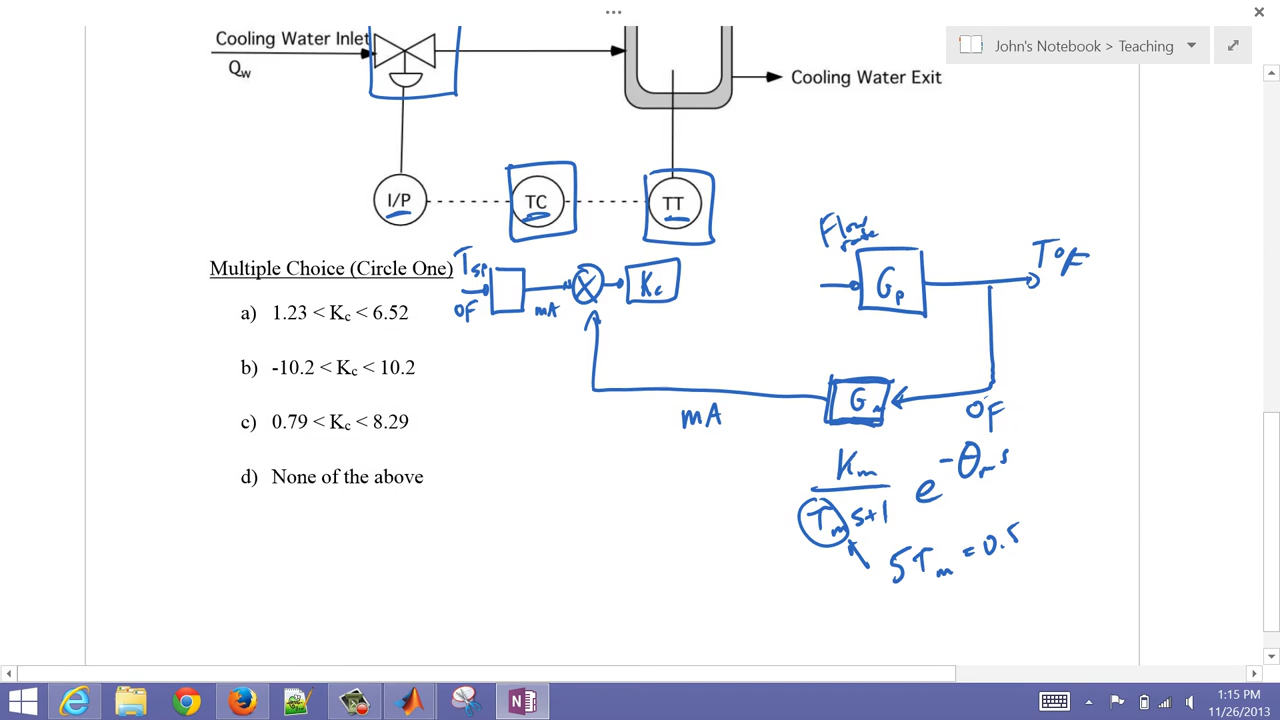 John's Notebook > Teaching
Cooling Water Inlet
Qw
Cooling Water Exit
I/P
TC
TT
Flow
rate
Gp
T °F
Multiple Choice (Circle One)
Tsp
°F
mA
Kc
a) 1.23 < Kc < 6.52
b) -10.2 < Kc < 10.2
c) 0.79 < Kc < 8.29
d) None of the above
Gm
°F
mA
Km
τm s+1
e -θm s
5τm = 0.5
1:15 PM
11/26/2013